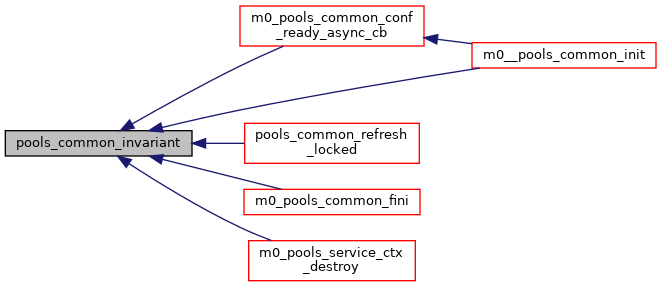 m0_pools_common_conf
_ready_async_cb
m0__pools_common_init
pools_common_invariant
pools_common_refresh
_locked
m0_pools_common_fini
m0_pools_service_ctx
_destroy